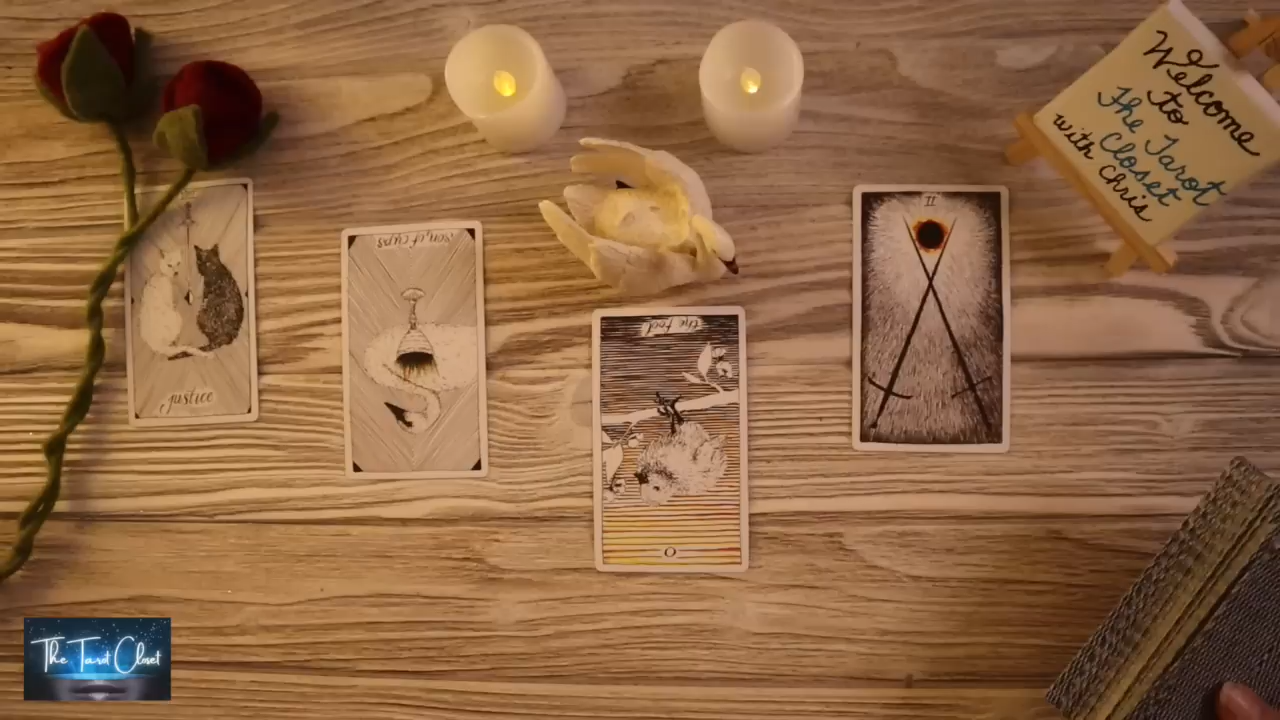 Welcome
to
The Tarot
Closet
with Chris
justice
son of cups
the fool
0
II
The Tarot Closet